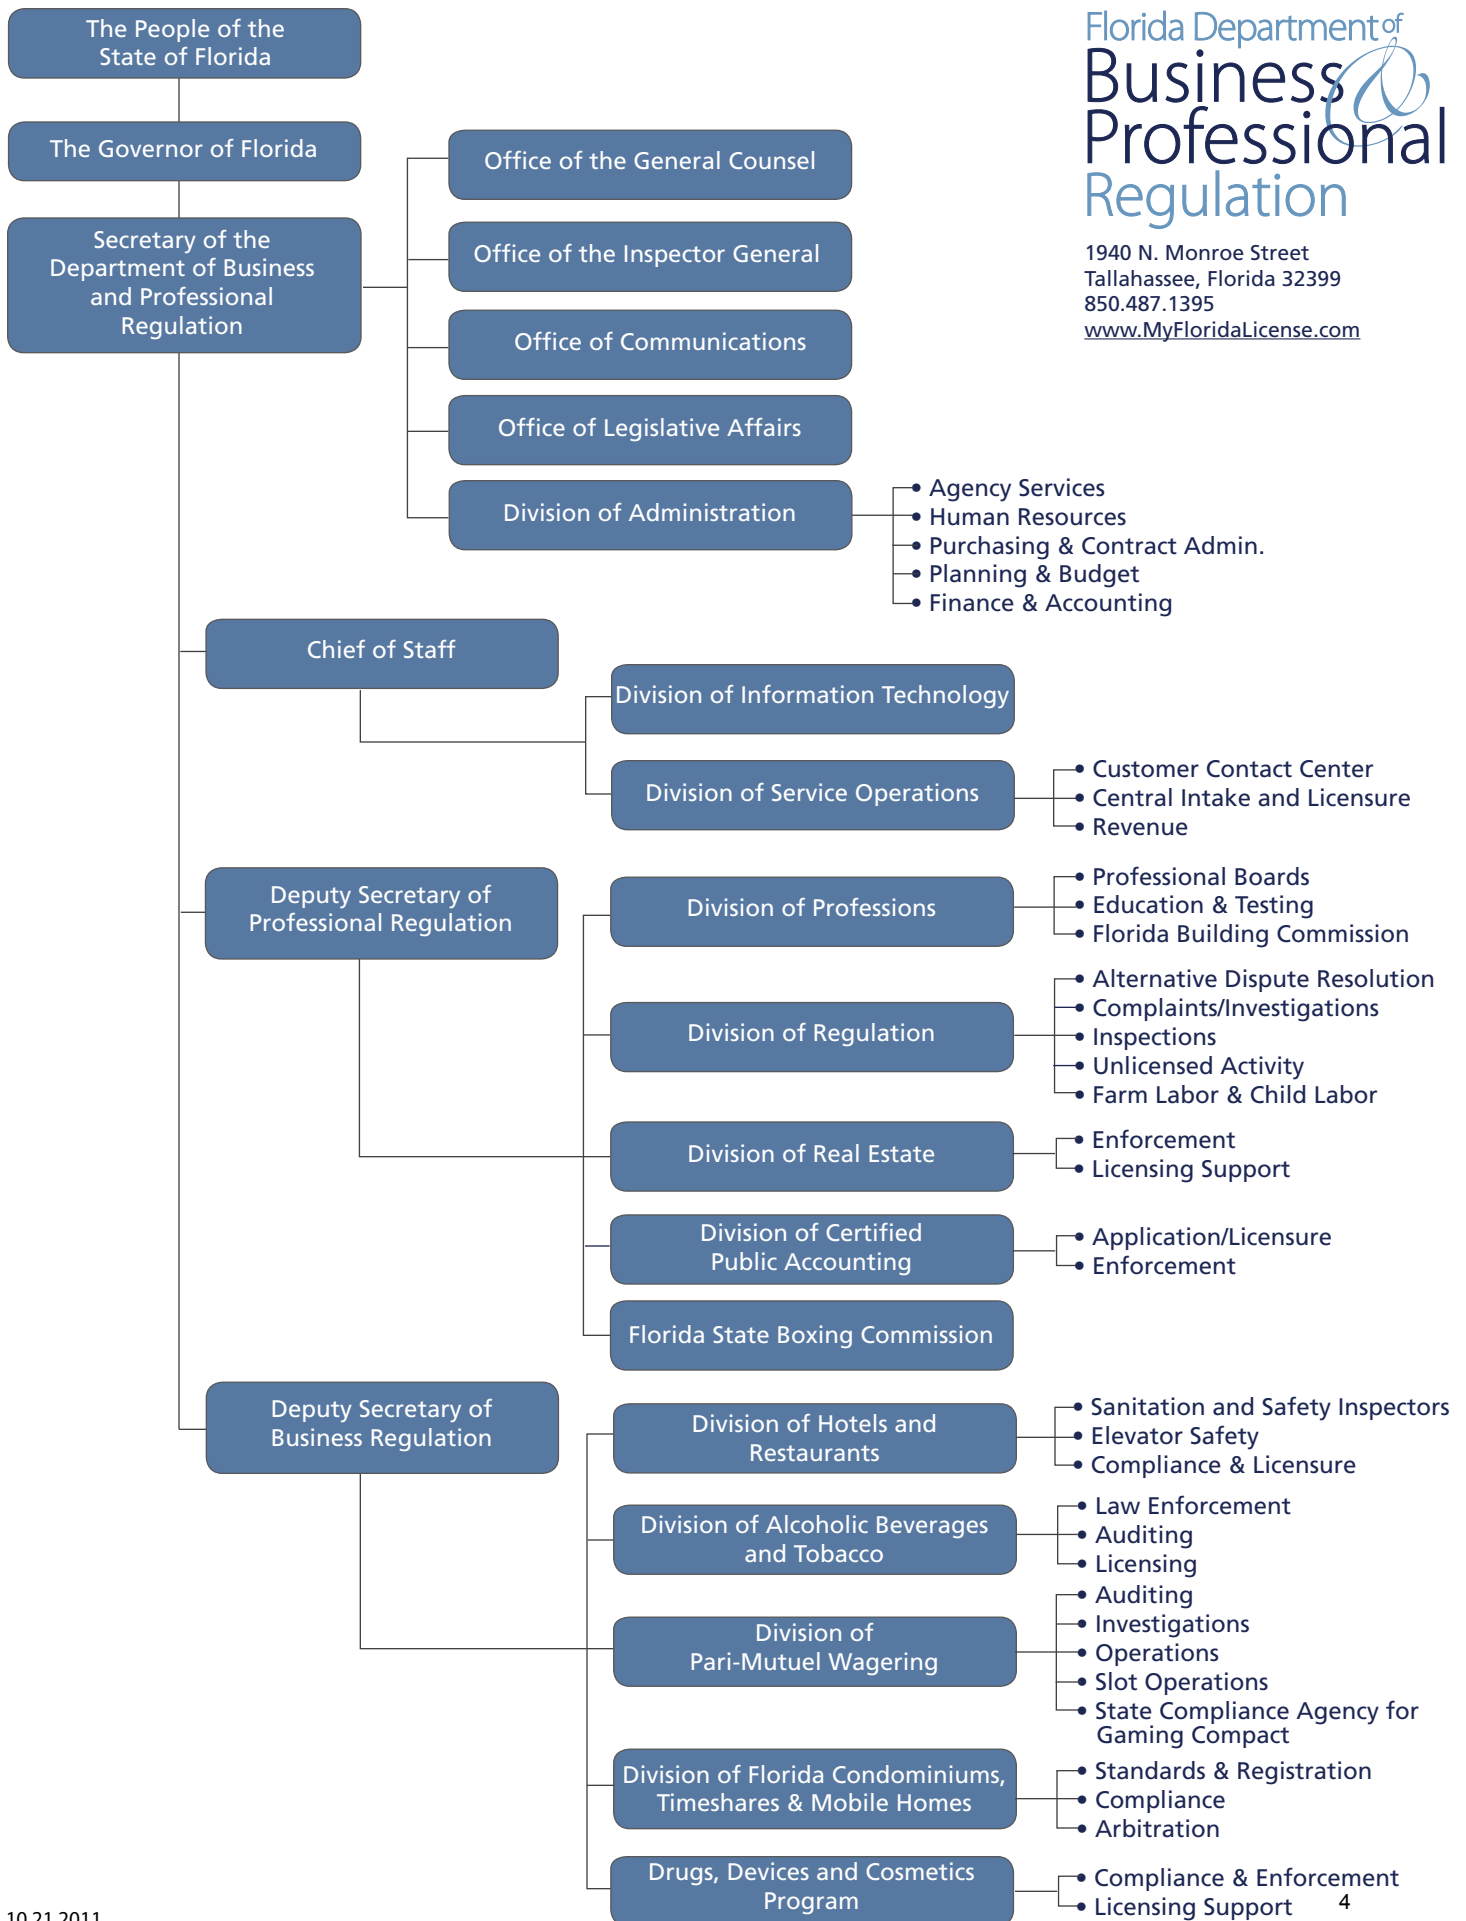 The People of the
State of Florida
The Governor of Florida
Secretary of the
Department of Business
and Professional
Regulation
Florida Department of
Business &
Professional
Regulation
1940 N. Monroe Street
Tallahassee, Florida 32399
850.487.1395
www.MyFloridaLicense.com
Office of the General Counsel
Office of the Inspector General
Office of Communications
Office of Legislative Affairs
Division of Administration
• Agency Services
• Human Resources
• Purchasing & Contract Admin.
• Planning & Budget
• Finance & Accounting
Chief of Staff
Division of Information Technology
Division of Service Operations
• Customer Contact Center
• Central Intake and Licensure
• Revenue
Deputy Secretary of
Professional Regulation
Division of Professions
• Professional Boards
• Education & Testing
• Florida Building Commission
Division of Regulation
• Alternative Dispute Resolution
• Complaints/Investigations
• Inspections
• Unlicensed Activity
• Farm Labor & Child Labor
Division of Real Estate
• Enforcement
• Licensing Support
Division of Certified
Public Accounting
• Application/Licensure
• Enforcement
Florida State Boxing Commission
Deputy Secretary of
Business Regulation
Division of Hotels and
Restaurants
• Sanitation and Safety Inspectors
• Elevator Safety
• Compliance & Licensure
Division of Alcoholic Beverages
and Tobacco
• Law Enforcement
• Auditing
• Licensing
Division of
Pari-Mutuel Wagering
• Auditing
• Investigations
• Operations
• Slot Operations
• State Compliance Agency for
Gaming Compact
Division of Florida Condominiums,
Timeshares & Mobile Homes
• Standards & Registration
• Compliance
• Arbitration
Drugs, Devices and Cosmetics
Program
• Compliance & Enforcement
• Licensing Support
4
10.21.2011